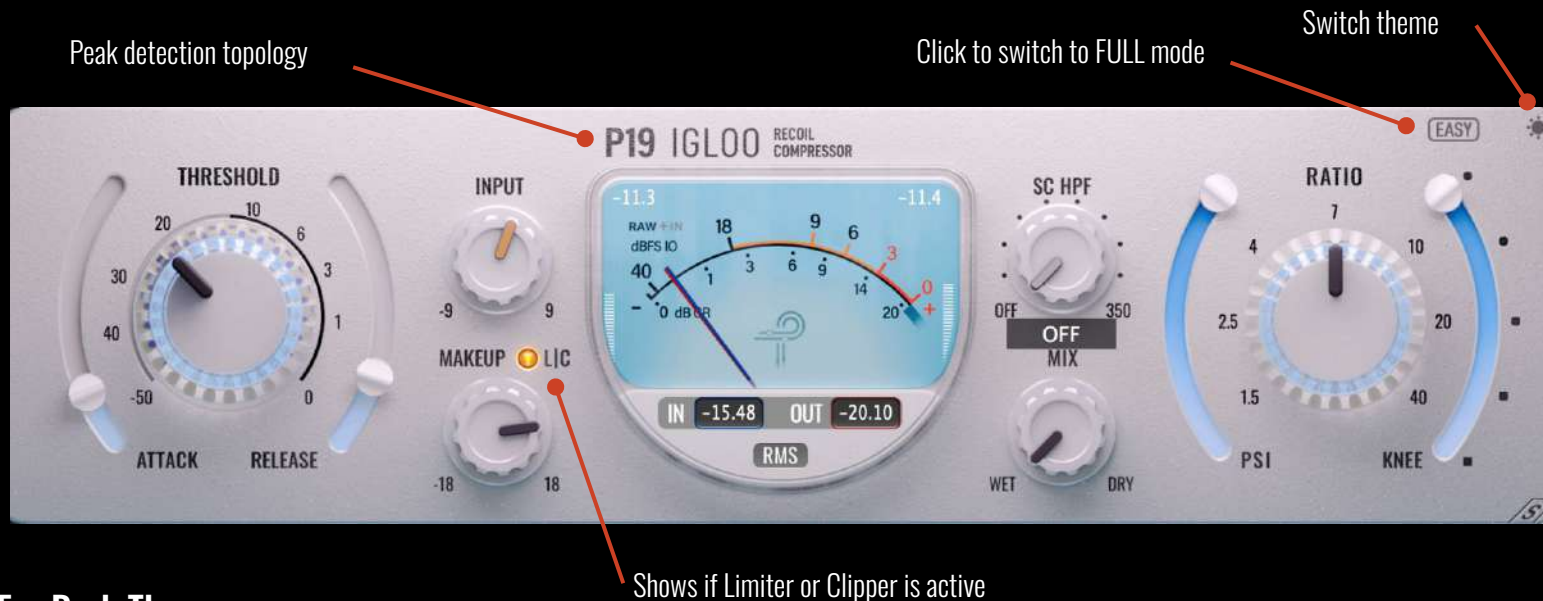 Switch theme
Peak detection topology
Click to switch to FULL mode
P19 IGLOO RECOIL COMPRESSOR
EASY
THRESHOLD
INPUT
SC HPF
RATIO
-11.3
-11.4
RAW +IN
dBFS IO
40 18 9 6 3 0
- +
0 dB GR 1 3 6 9 14 20
-50 40 30 20 10 6 3 1 0
-9 9
OFF 350
OFF
1.5 2.5 4 7 10 20 40
MAKEUP L|C
MIX
IN -15.48 OUT -20.10
RMS
ATTACK RELEASE
-18 18
WET DRY
PSI KNEE
Shows if Limiter or Clipper is active